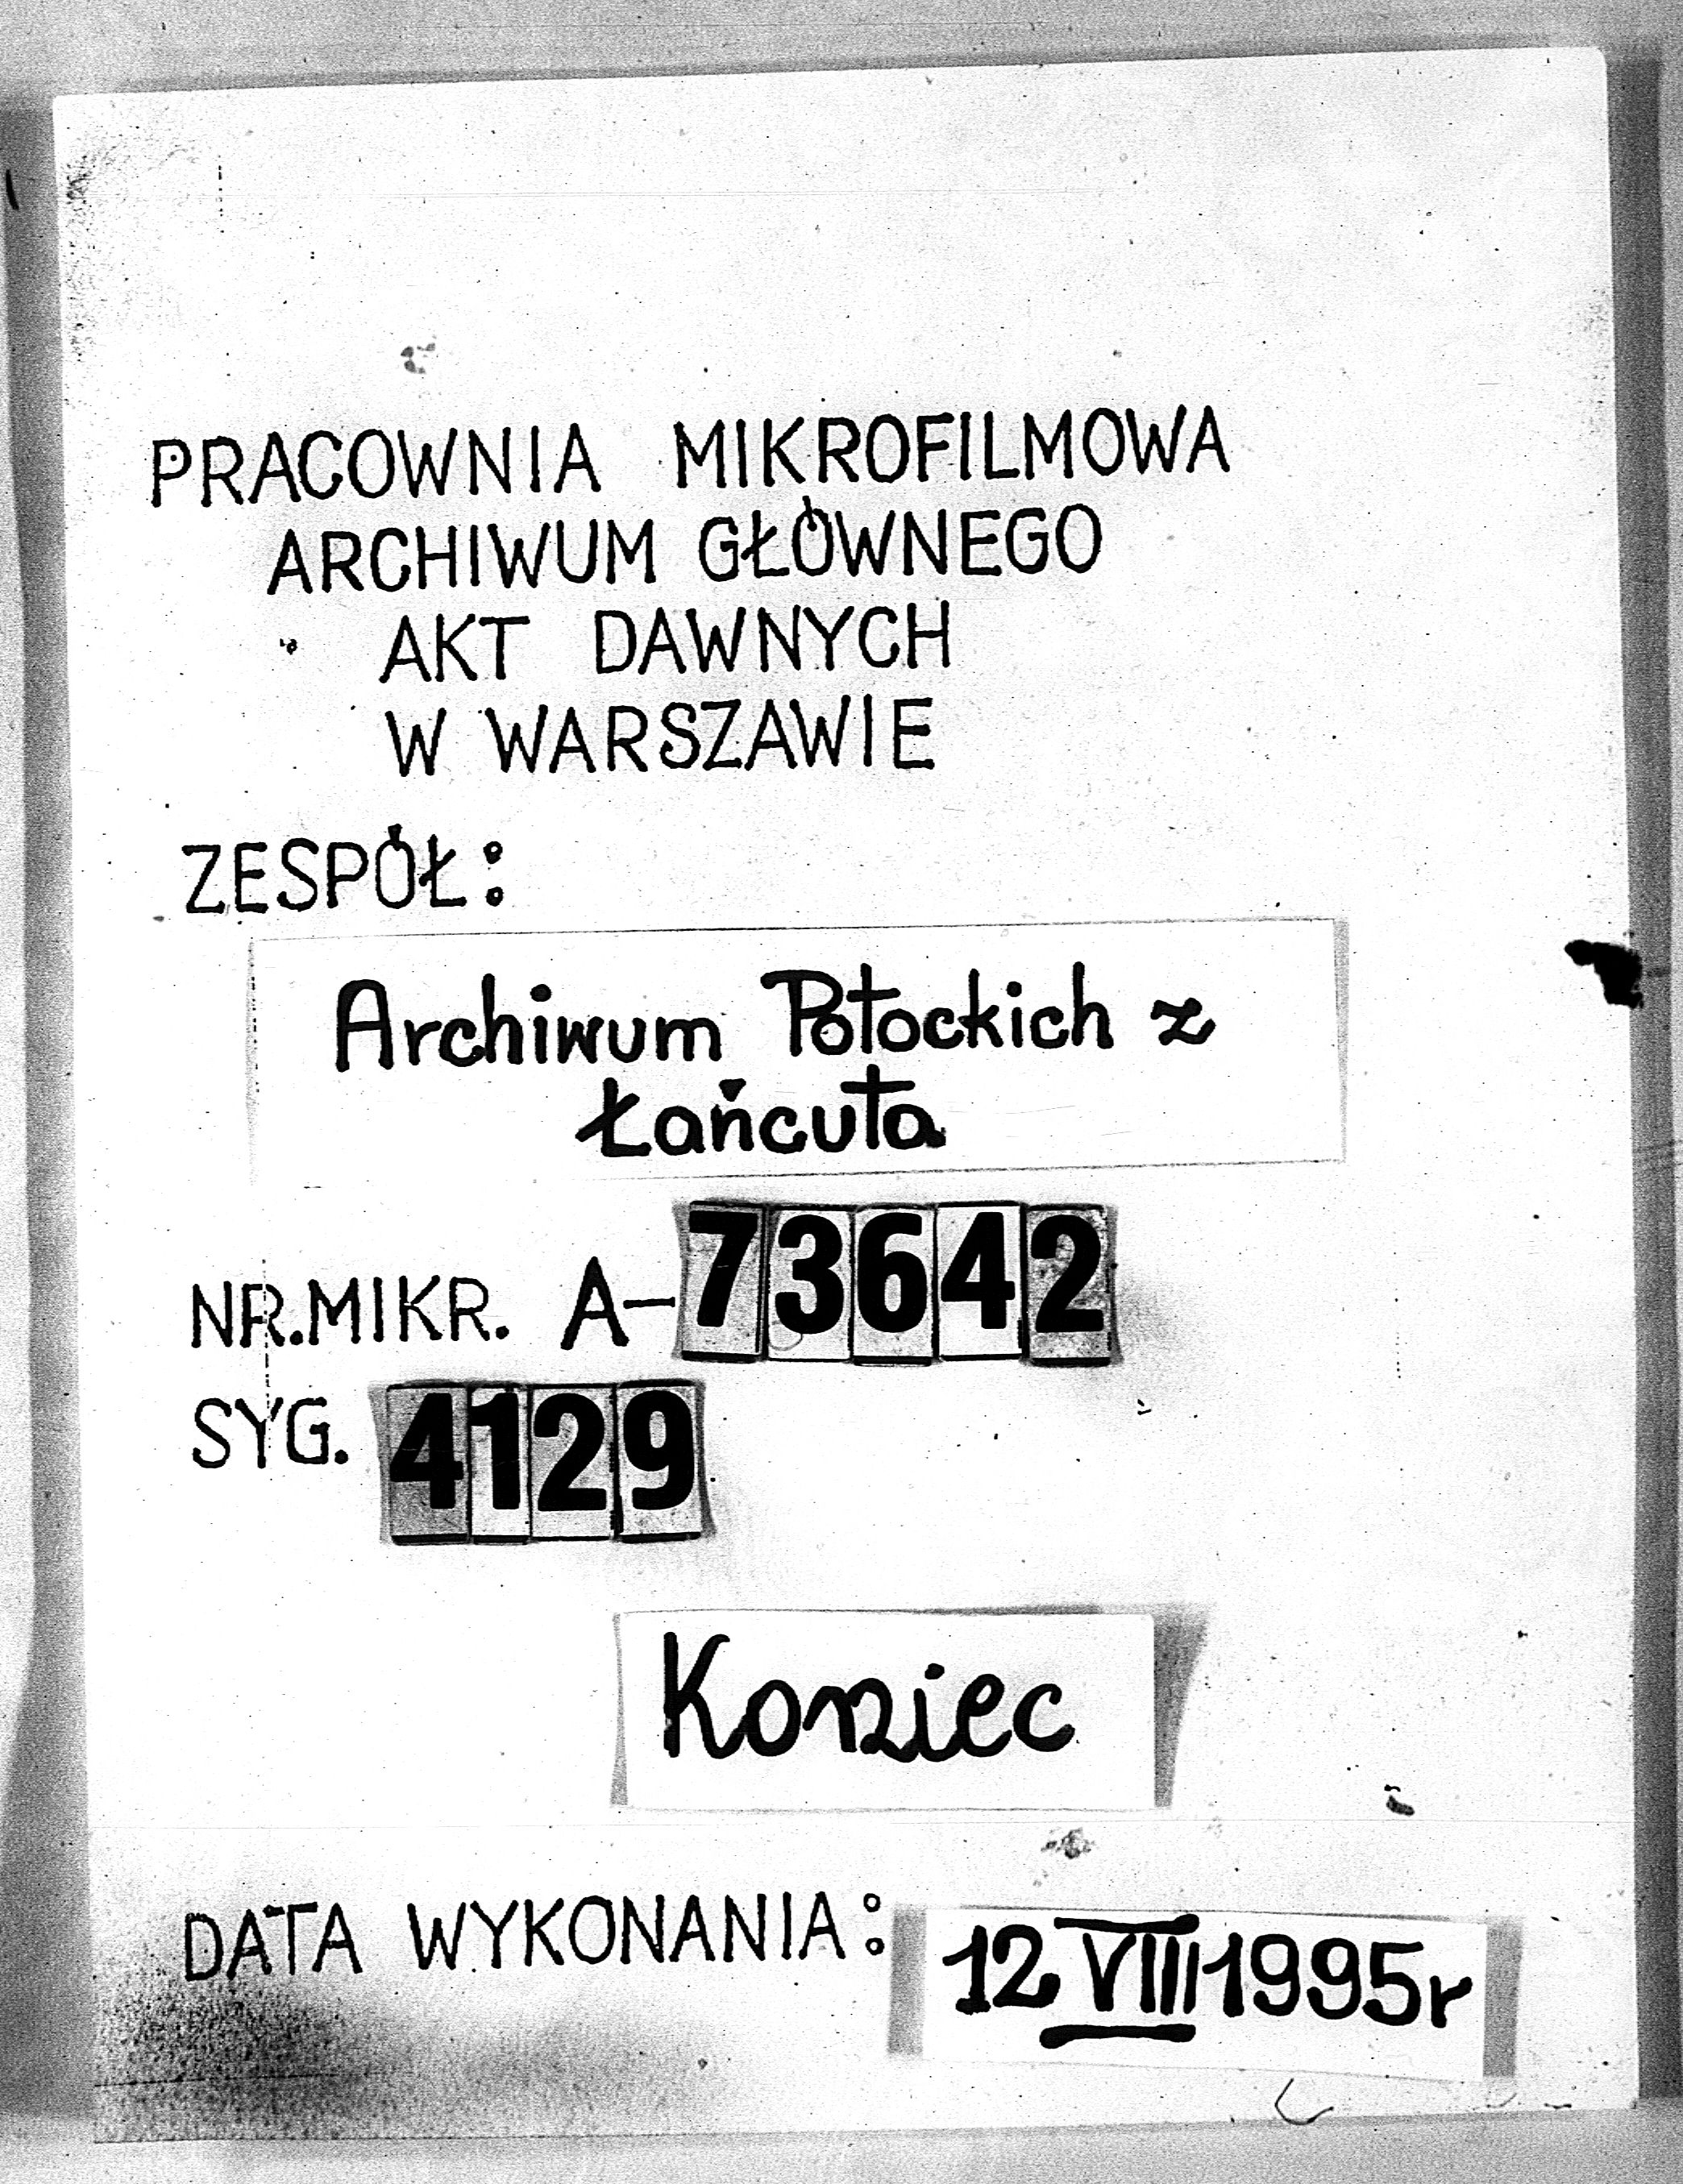 PRACOWNIA MIKROFILMOWA
ARCHIWUM GŁÓWNEGO
AKT DAWNYCH
W WARSZAWIE
ZESPÓŁ:
Archiwum Potockich z
Łańcuta
NR.MIKR. A-73642
SYG. 4129
Koniec
DATA WYKONANIA: 12 VII 1995r